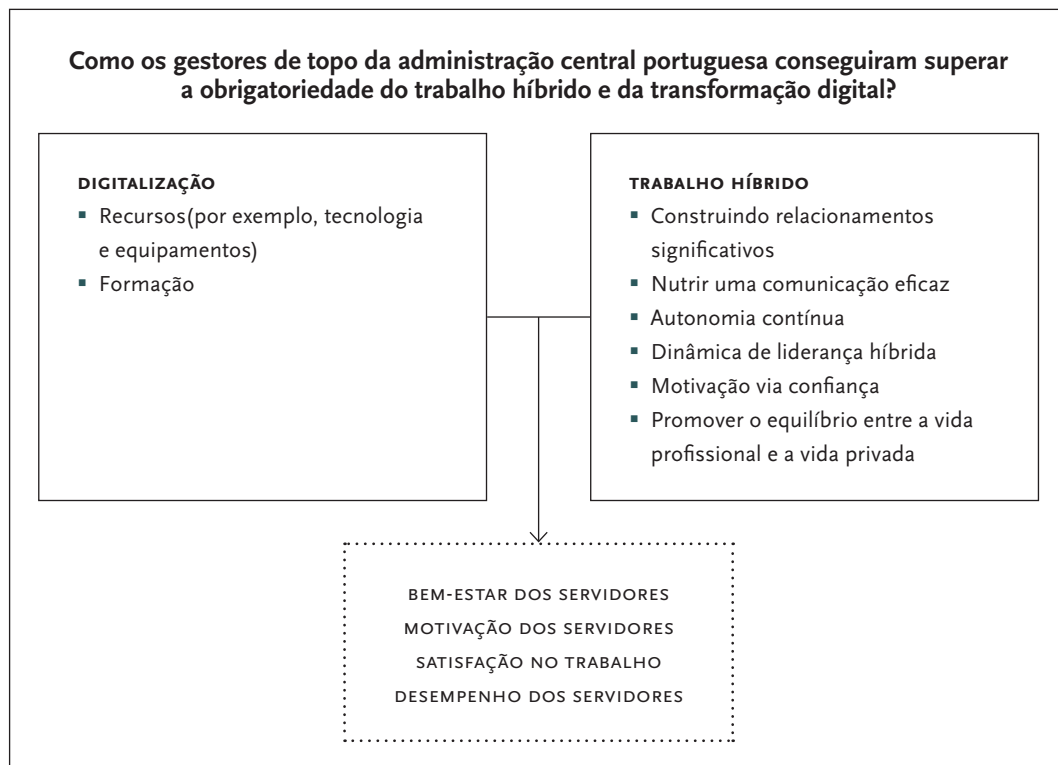 Como os gestores de topo da administração central portuguesa conseguiram superar
a obrigatoriedade do trabalho híbrido e da transformação digital?
DIGITALIZAÇÃO
▪ Recursos(por exemplo, tecnologia
e equipamentos)
▪ Formação
TRABALHO HÍBRIDO
▪ Construindo relacionamentos
significativos
▪ Nutrir uma comunicação eficaz
▪ Autonomia contínua
▪ Dinâmica de liderança híbrida
▪ Motivação via confiança
▪ Promover o equilíbrio entre a vida
profissional e a vida privada
BEM-ESTAR DOS SERVIDORES
MOTIVAÇÃO DOS SERVIDORES
SATISFAÇÃO NO TRABALHO
DESEMPENHO DOS SERVIDORES